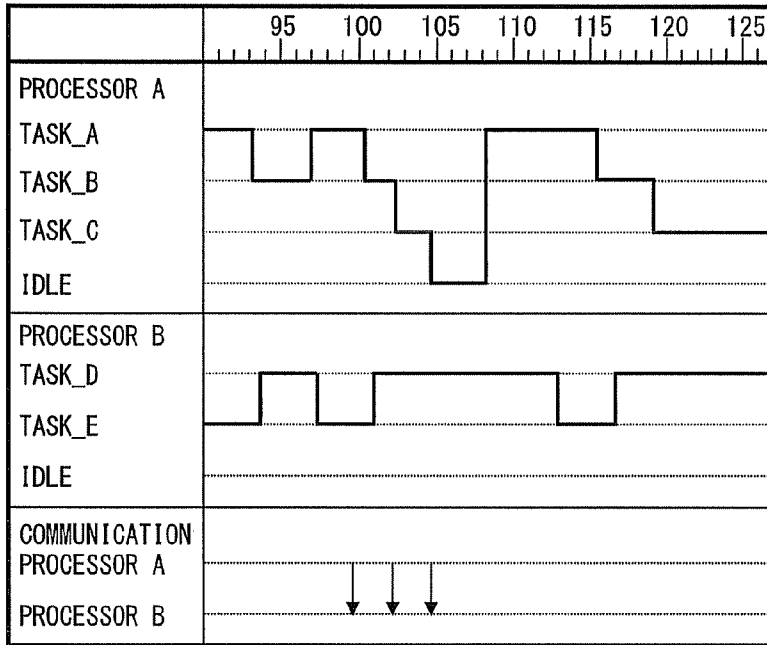 95 100 105 110 115 120 125
PROCESSOR A
TASK_A
TASK_B
TASK_C
IDLE
PROCESSOR B
TASK_D
TASK_E
IDLE
COMMUNICATION
PROCESSOR A
PROCESSOR B